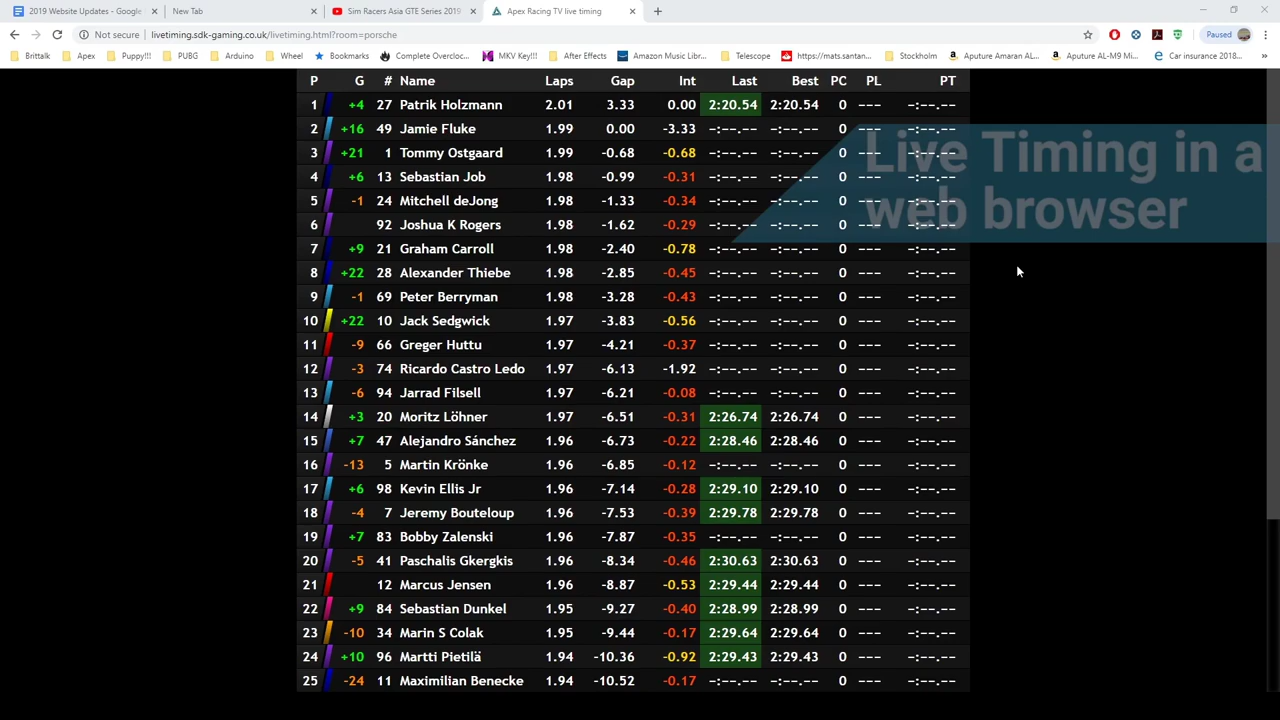 2019 Website Updates - Google
New Tab
Sim Racers Asia GTE Series 2019
Apex Racing TV live timing
Not secure | livetiming.sdk-gaming.co.uk/livetiming.html?room=porsche
Paused
Brittalk Apex Puppy!!! PUBG Arduino Wheel Bookmarks Complete Overcloc... MKV Key!!! After Effects Amazon Music Libr... Telescope https://mats.santan... Stockholm Aputure Amaran AL... Aputure AL-M9 Mi... Car insurance 2018... »
P G # Name Laps Gap Int Last Best PC PL PT
1 +4 27 Patrik Holzmann 2.01 3.33 0.00 2:20.54 2:20.54 0 --- -:--.--
2 +16 49 Jamie Fluke 1.99 0.00 -3.33 -:--.-- -:--.-- 0 --- -:--.--
3 +21 1 Tommy Ostgaard 1.99 -0.68 -0.68 -:--.-- -:--.-- 0 --- -:--.--
4 +6 13 Sebastian Job 1.98 -0.99 -0.31 -:--.-- -:--.-- 0 --- -:--.--
5 -1 24 Mitchell deJong 1.98 -1.33 -0.34 -:--.-- -:--.-- 0 --- -:--.--
6 92 Joshua K Rogers 1.98 -1.62 -0.29 -:--.-- -:--.-- 0 --- -:--.--
7 +9 21 Graham Carroll 1.98 -2.40 -0.78 -:--.-- -:--.-- 0 --- -:--.--
8 +22 28 Alexander Thiebe 1.98 -2.85 -0.45 -:--.-- -:--.-- 0 --- -:--.--
9 -1 69 Peter Berryman 1.98 -3.28 -0.43 -:--.-- -:--.-- 0 --- -:--.--
10 +22 10 Jack Sedgwick 1.97 -3.83 -0.56 -:--.-- -:--.-- 0 --- -:--.--
11 -9 66 Greger Huttu 1.97 -4.21 -0.37 -:--.-- -:--.-- 0 --- -:--.--
12 -3 74 Ricardo Castro Ledo 1.97 -6.13 -1.92 -:--.-- -:--.-- 0 --- -:--.--
13 -6 94 Jarrad Filsell 1.97 -6.21 -0.08 -:--.-- -:--.-- 0 --- -:--.--
14 +3 20 Moritz Löhner 1.97 -6.51 -0.31 2:26.74 2:26.74 0 --- -:--.--
15 +7 47 Alejandro Sánchez 1.96 -6.73 -0.22 2:28.46 2:28.46 0 --- -:--.--
16 -13 5 Martin Krönke 1.96 -6.85 -0.12 -:--.-- -:--.-- 0 --- -:--.--
17 +6 98 Kevin Ellis Jr 1.96 -7.14 -0.28 2:29.10 2:29.10 0 --- -:--.--
18 -4 7 Jeremy Bouteloup 1.96 -7.53 -0.39 2:29.78 2:29.78 0 --- -:--.--
19 +7 83 Bobby Zalenski 1.96 -7.87 -0.35 -:--.-- -:--.-- 0 --- -:--.--
20 -5 41 Paschalis Gkergkis 1.96 -8.34 -0.46 2:30.63 2:30.63 0 --- -:--.--
21 12 Marcus Jensen 1.96 -8.87 -0.53 2:29.44 2:29.44 0 --- -:--.--
22 +9 84 Sebastian Dunkel 1.95 -9.27 -0.40 2:28.99 2:28.99 0 --- -:--.--
23 -10 34 Marin S Colak 1.95 -9.44 -0.17 2:29.64 2:29.64 0 --- -:--.--
24 +10 96 Martti Pietilä 1.94 -10.36 -0.92 2:29.43 2:29.43 0 --- -:--.--
25 -24 11 Maximilian Benecke 1.94 -10.52 -0.17 -:--.-- -:--.-- 0 --- -:--.--
Live Timing in a
web browser